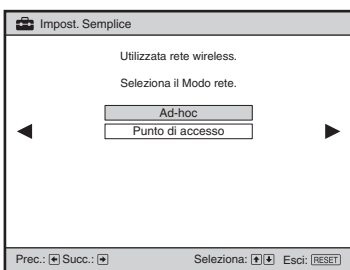 Impost. Semplice
Utilizzata rete wireless.
Seleziona il Modo rete.
Ad-hoc
Punto di accesso
Prec.: Succ.: Seleziona: Esci: RESET